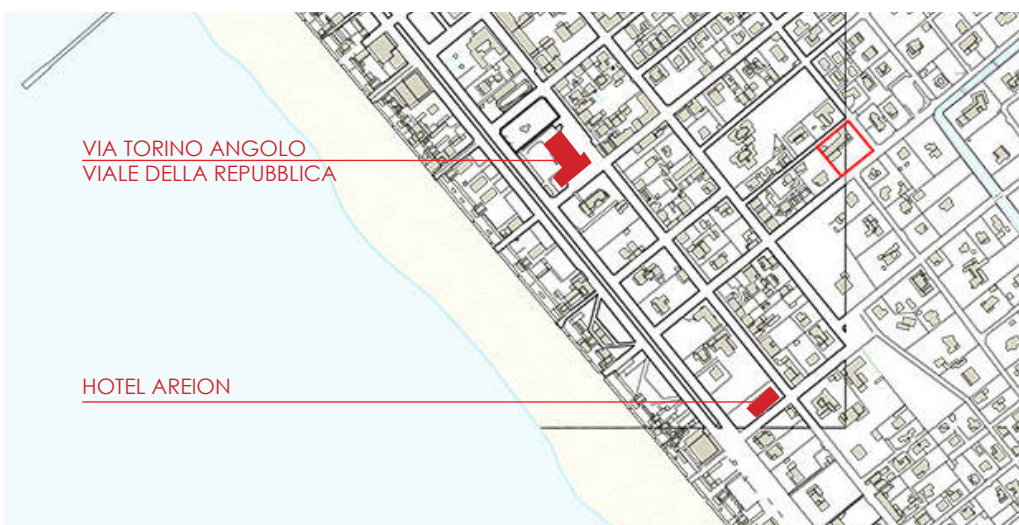 VIA TORINO ANGOLO
VIALE DELLA REPUBBLICA
HOTEL AREION